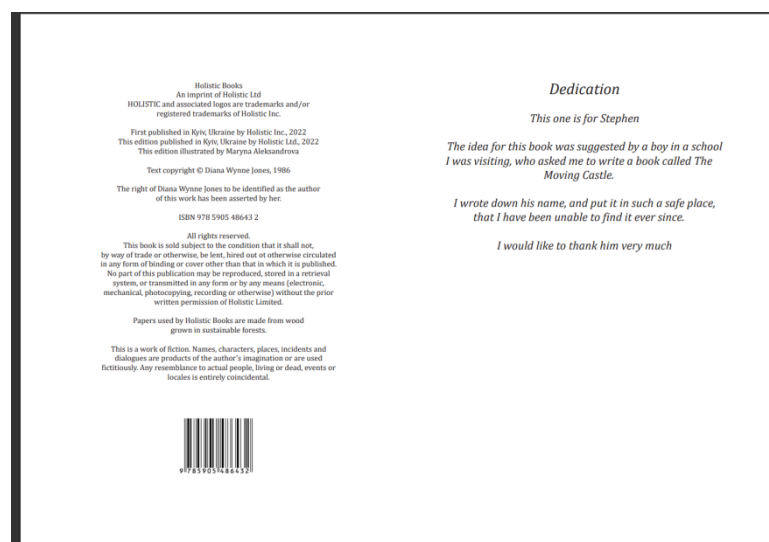 Holistic Books
An imprint of Holistic Ltd
HOLISTIC and associated logos are trademarks and/or
registered trademarks of Holistic Inc.
First published in Kyiv, Ukraine by Holistic Inc., 2022
This edition published in Kyiv, Ukraine by Holistic Ltd., 2022
This edition illustrated by Maryna Aleksandrova
Text copyright © Diana Wynne Jones, 1986
The right of Diana Wynne Jones to be identified as the author
of this work has been asserted by her.
ISBN 978 5905 48643 2
All rights reserved.
This book is sold subject to the condition that it shall not,
by way of trade or otherwise, be lent, hired out ot otherwise circulated
in any form of binding or cover other than that in which it is published.
No part of this publication may be reproduced, stored in a retrieval
system, or transmitted in any form or by any means (electronic,
mechanical, photocopying, recording or otherwise) without the prior
written permission of Holistic Limited.
Papers used by Holistic Books are made from wood
grown in sustainable forests.
This is a work of fiction. Names, characters, places, incidents and
dialogues are products of the author's imagination or are used
fictitiously. Any resemblance to actual people, living or dead, events or
locales is entirely coincidental.
9 785905 486432
Dedication
This one is for Stephen
The idea for this book was suggested by a boy in a school
I was visiting, who asked me to write a book called The
Moving Castle.
I wrote down his name, and put it in such a safe place,
that I have been unable to find it ever since.
I would like to thank him very much